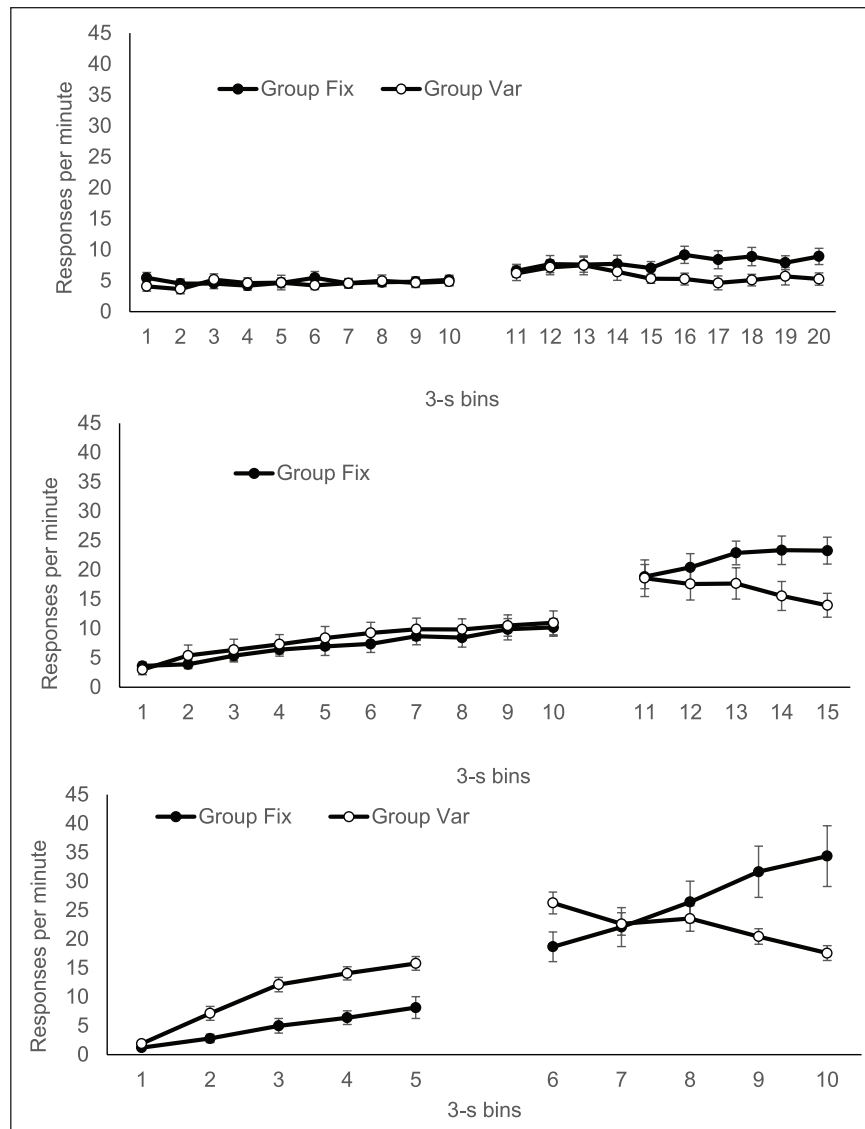 45
40
35
30
25
20
15
10
5
0
Responses per minute
Group Fix Group Var
1 2 3 4 5 6 7 8 9 10 11 12 13 14 15 16 17 18 19 20
3-s bins
45
40
35
30
25
20
15
10
5
0
Responses per minute
Group Fix
1 2 3 4 5 6 7 8 9 10 11 12 13 14 15
3-s bins
45
40
35
30
25
20
15
10
5
0
Responses per minute
Group Fix Group Var
1 2 3 4 5 6 7 8 9 10
3-s bins